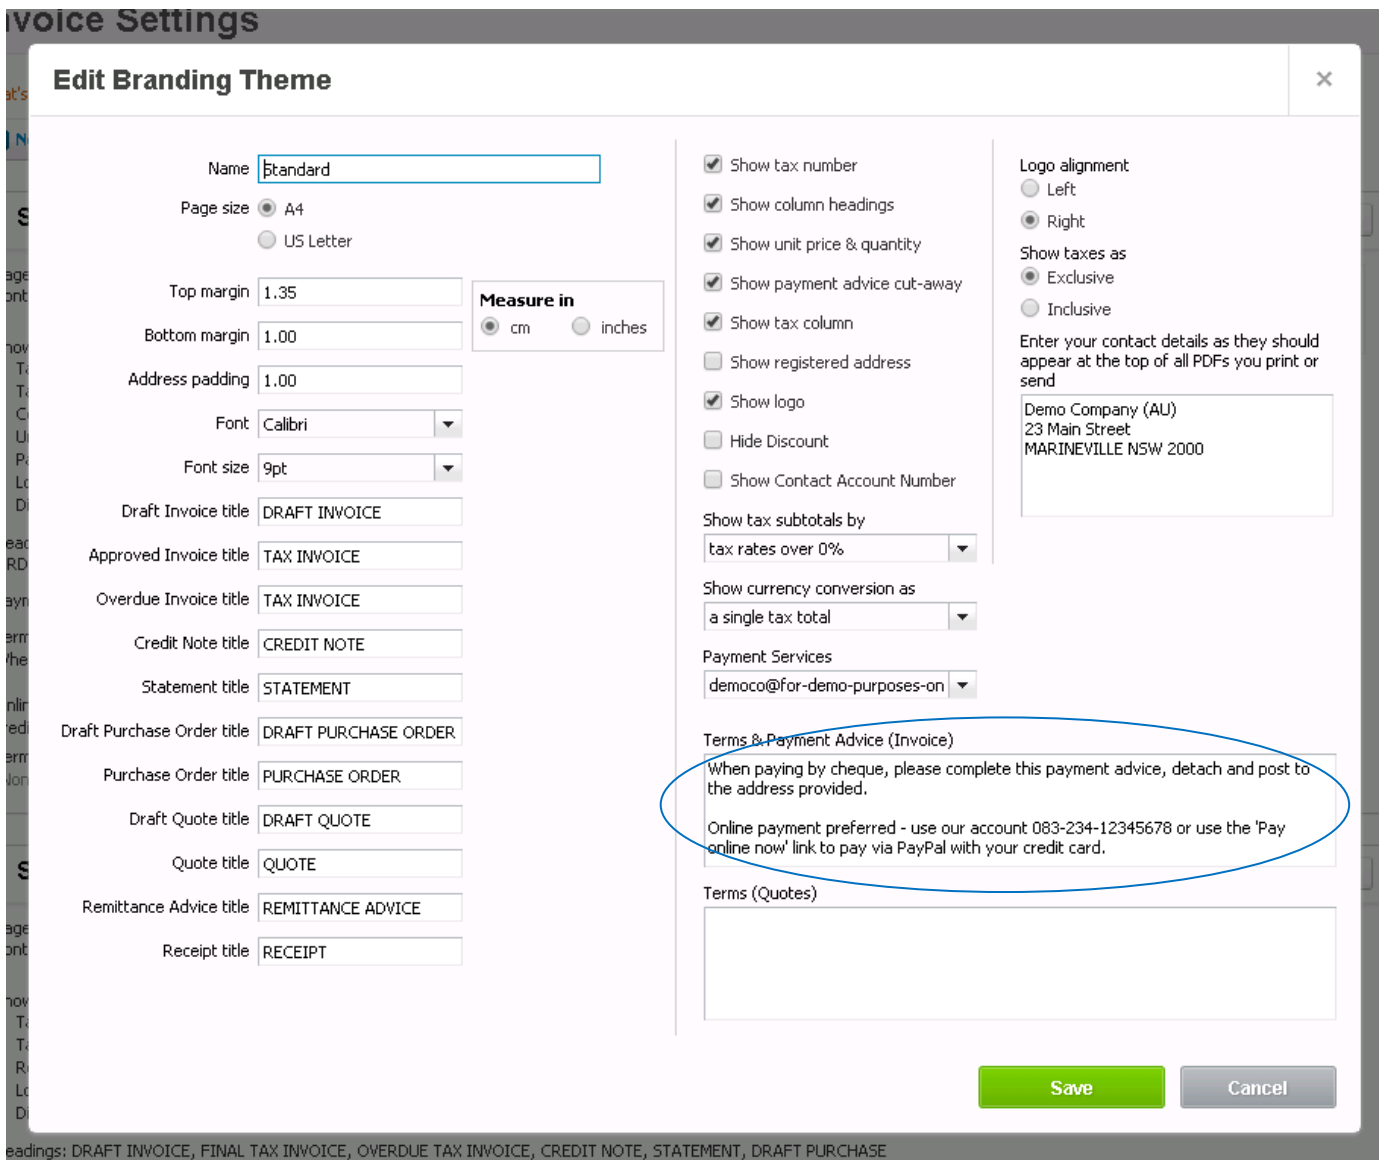 nvoice Settings
Edit Branding Theme
×
Name Standard
Page size A4
US Letter
Top margin 1.35
Bottom margin 1.00
Measure in
cm inches
Address padding 1.00
Font Calibri
Font size 9pt
Draft Invoice title DRAFT INVOICE
Approved Invoice title TAX INVOICE
Overdue Invoice title TAX INVOICE
Credit Note title CREDIT NOTE
Statement title STATEMENT
Draft Purchase Order title DRAFT PURCHASE ORDER
Purchase Order title PURCHASE ORDER
Draft Quote title DRAFT QUOTE
Quote title QUOTE
Remittance Advice title REMITTANCE ADVICE
Receipt title RECEIPT
Show tax number
Show column headings
Show unit price & quantity
Show payment advice cut-away
Show tax column
Show registered address
Show logo
Hide Discount
Show Contact Account Number
Show tax subtotals by
tax rates over 0%
Show currency conversion as
a single tax total
Payment Services
democo@for-demo-purposes-on
Logo alignment
Left
Right
Show taxes as
Exclusive
Inclusive
Enter your contact details as they should
appear at the top of all PDFs you print or
send
Demo Company (AU)
23 Main Street
MARINEVILLE NSW 2000
Terms & Payment Advice (Invoice)
When paying by cheque, please complete this payment advice, detach and post to
the address provided.
Online payment preferred - use our account 083-234-12345678 or use the 'Pay
online now' link to pay via PayPal with your credit card.
Terms (Quotes)
Save Cancel
eadings: DRAFT INVOICE, FINAL TAX INVOICE, OVERDUE TAX INVOICE, CREDIT NOTE, STATEMENT, DRAFT PURCHASE